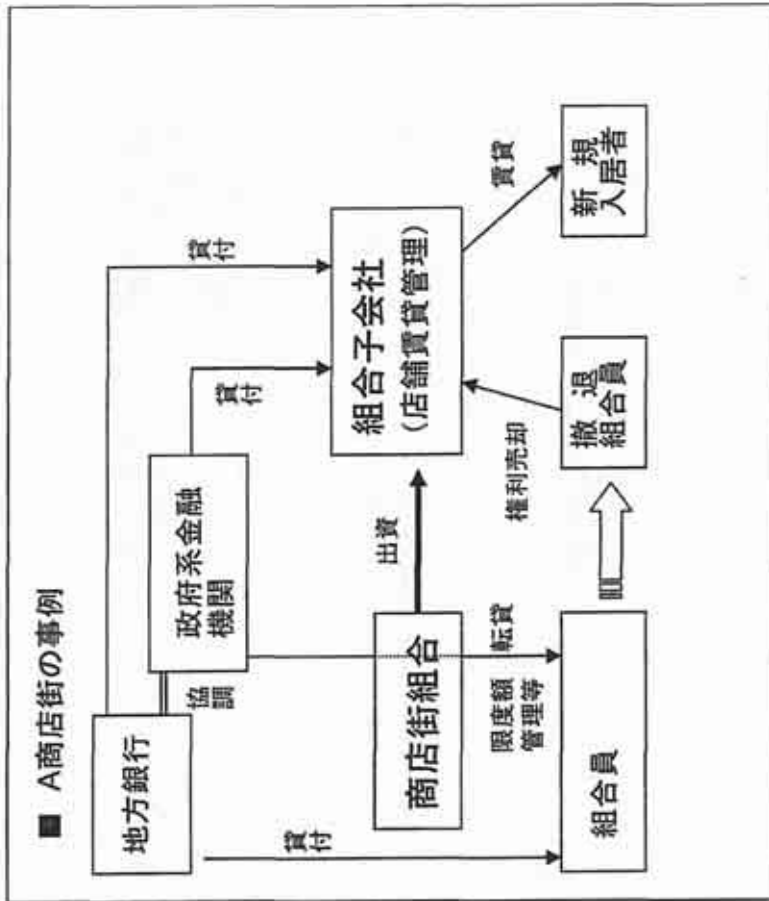 ■ A商店街の事例
地方銀行
協調
政府系金融
機関
貸付
貸付
貸付
商店街組合
出資
組合子会社
(店舗賃貸管理)
限度額
管理等
転貸
権利売却
賃貸
組合員
撤退
組合員
新規
入居者